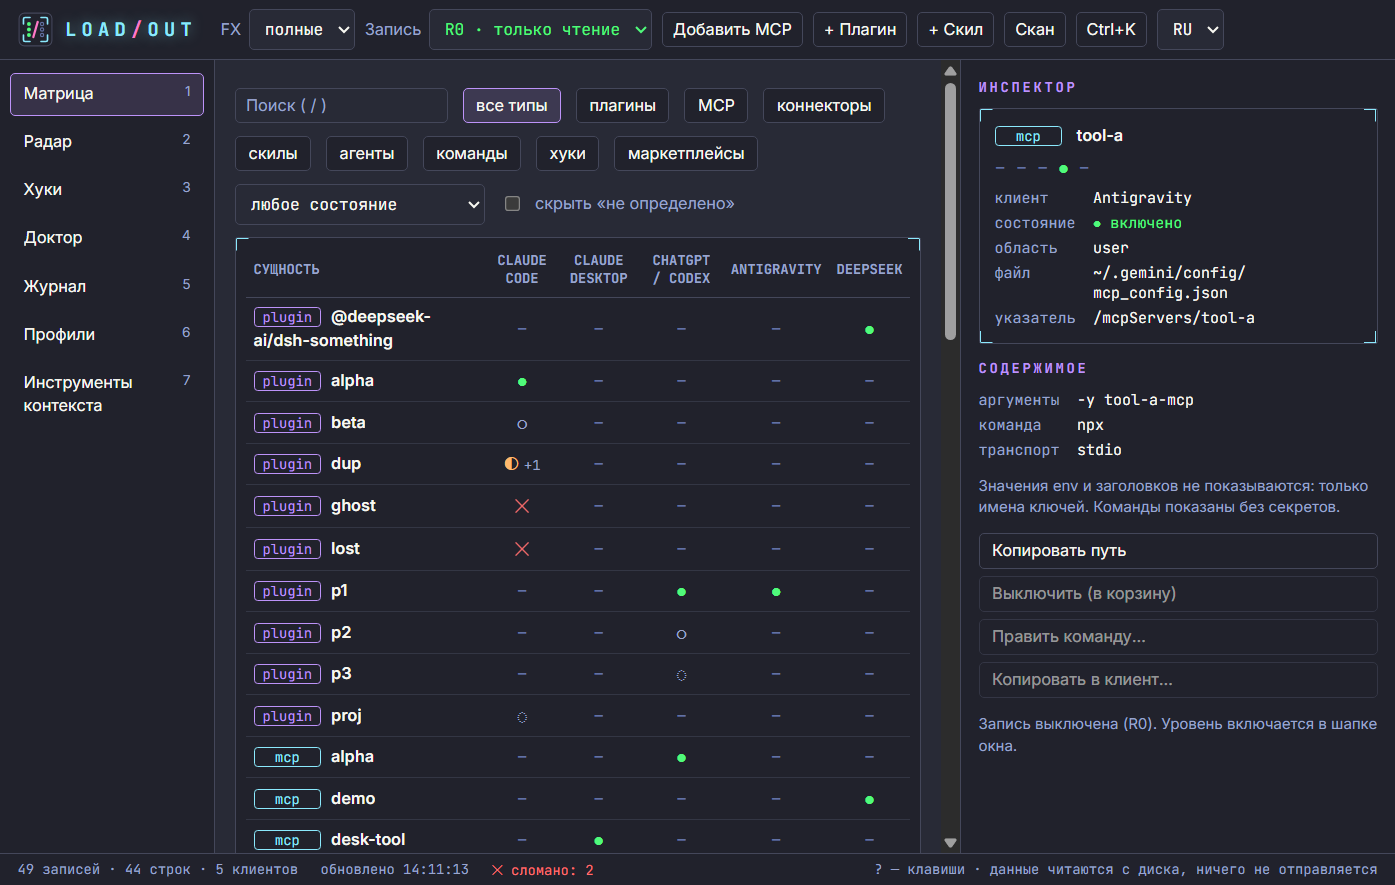 LOAD/OUT FX полные Запись R0 · только чтение Добавить MCP + Плагин + Скил Скан Ctrl+K RU
Матрица 1
Радар 2
Хуки 3
Доктор 4
Журнал 5
Профили 6
Инструменты 7
контекста
Поиск ( / ) все типы плагины MCP коннекторы
скилы агенты команды хуки маркетплейсы
любое состояние скрыть «не определено»
СУЩНОСТЬ CLAUDE CODE CLAUDE DESKTOP CHATGPT / CODEX ANTIGRAVITY DEEPSEEK
plugin @deepseek-
ai/dsh-something – – – – ●
plugin alpha ● – – – –
plugin beta ○ – – – –
plugin dup ◐ +1 – – – –
plugin ghost ✕ – – – –
plugin lost ✕ – – – –
plugin p1 – – ● ● –
plugin p2 – – ○ – –
plugin p3 – – ◌ – –
plugin proj ◌ – – – –
mcp alpha – – ● – –
mcp demo – – – – ●
mcp desk-tool – ● – – –
ИНСПЕКТОР
mcp tool-a
– – – ● –
клиент Antigravity
состояние ● включено
область user
файл ~/.gemini/config/
mcp_config.json
указатель /mcpServers/tool-a
СОДЕРЖИМОЕ
аргументы -y tool-a-mcp
команда npx
транспорт stdio
Значения env и заголовков не показываются: только
имена ключей. Команды показаны без секретов.
Копировать путь
Выключить (в корзину)
Править команду...
Копировать в клиент...
Запись выключена (R0). Уровень включается в шапке
окна.
49 записей · 44 строк · 5 клиентов обновлено 14:11:13 ✕ сломано: 2 ? — клавиши · данные читаются с диска, ничего не отправляется